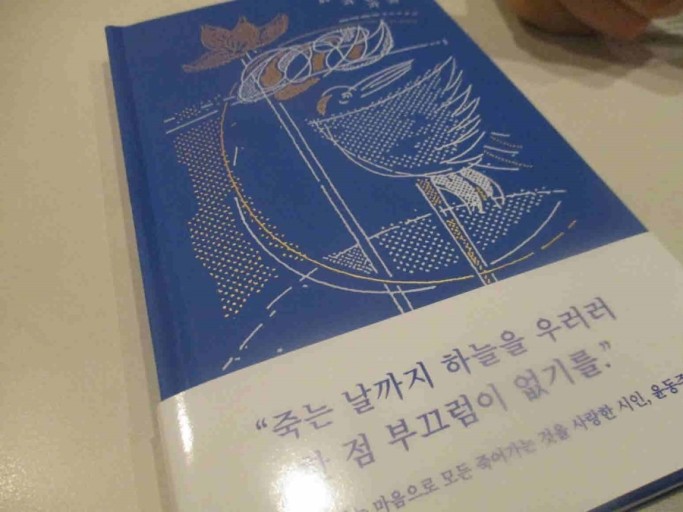 “죽는 날까지 하늘을 우러러
점 부끄럼이 없기를.”
마음으로 모든 죽어가는 것을 사랑한 시인, 윤동주